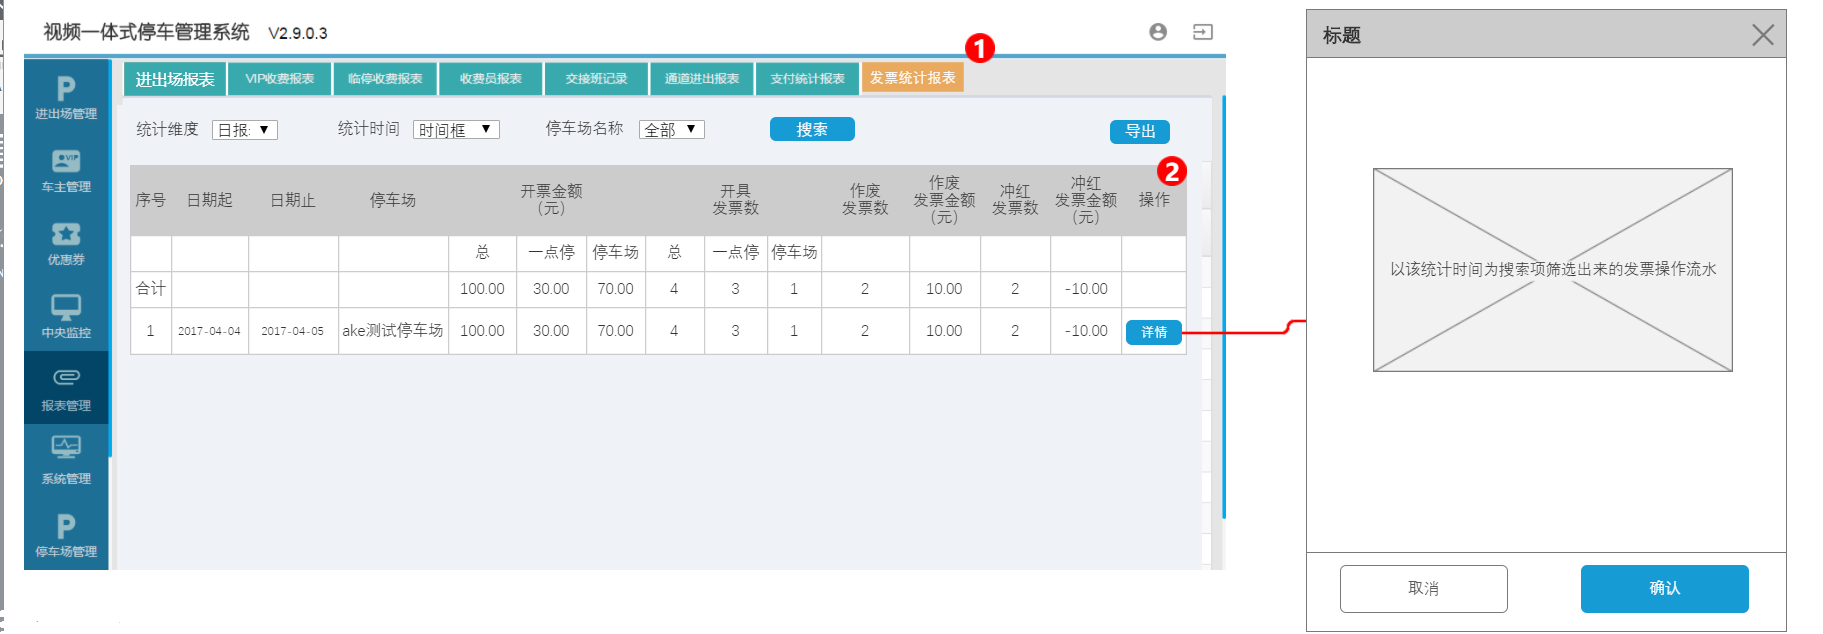 视频一体式停车管理系统 V2.9.0.3
1
进出场报表 VIP收费报表 临停收费报表 收费员报表 交接班记录 通道进出报表 支付统计报表 发票统计报表
P
进出场管理
VIP
车主管理
优惠券
中央监控
报表管理
系统管理
P
停车场管理
统计维度 日报 ▼ 统计时间 时间框 ▼ 停车场名称 全部 ▼ 搜索 导出
2
序号 日期起 日期止 停车场 开票金额(元) 开具发票数 作废发票数 作废发票金额(元) 冲红发票数 冲红发票金额(元) 操作
总 一点停 停车场 总 一点停 停车场
合计 100.00 30.00 70.00 4 3 1 2 10.00 2 -10.00
1 2017-04-04 2017-04-05 ake测试停车场 100.00 30.00 70.00 4 3 1 2 10.00 2 -10.00 详情
标题
以该统计时间为搜索项筛选出来的发票操作流水
取消 确认